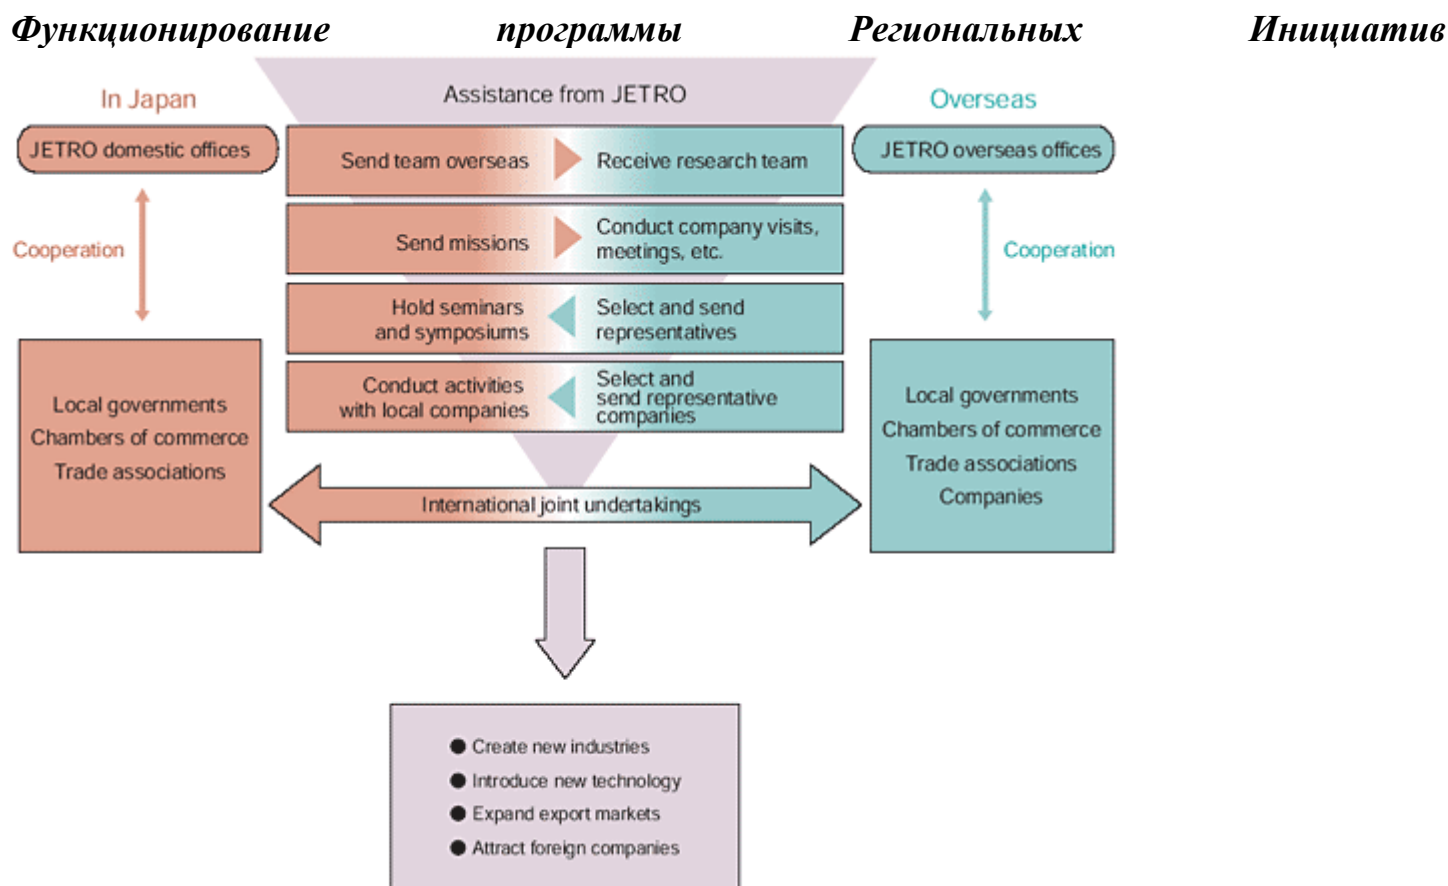 Функционирование программы Региональных Инициатив
Assistance from JETRO
In Japan
JETRO domestic offices
Cooperation
Local governments
Chambers of commerce
Trade associations
Send team overseas
Receive research team
Send missions
Conduct company visits,
meetings, etc.
Hold seminars
and symposiums
Select and send
representatives
Conduct activities
with local companies
Select and
send representative
companies
International joint undertakings
Overseas
JETRO overseas offices
Cooperation
Local governments
Chambers of commerce
Trade associations
Companies
● Create new industries
● Introduce new technology
● Expand export markets
● Attract foreign companies